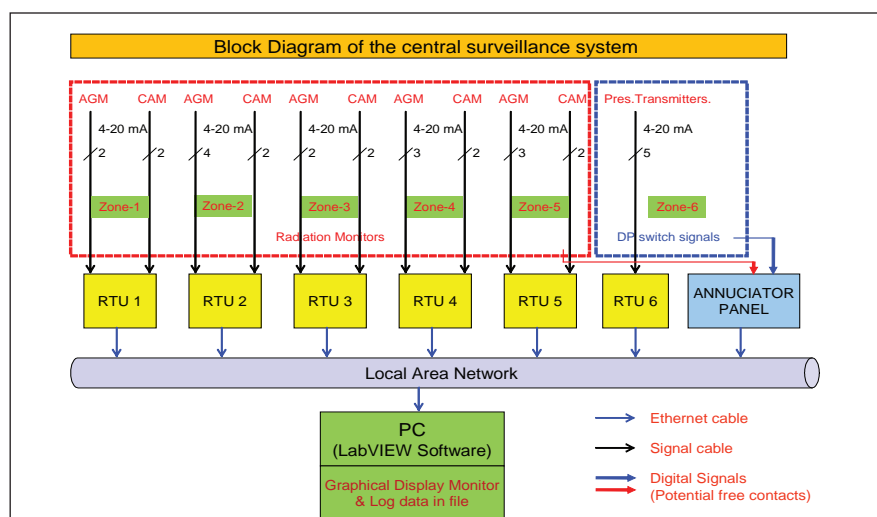 Block Diagram of the central surveillance system
AGM CAM AGM CAM AGM CAM AGM CAM AGM CAM Pres.Transmitters.
4-20 mA 4-20 mA 4-20 mA 4-20 mA 4-20 mA 4-20 mA
2 2 4 2 2 2 3 2 3 2 5
Zone-1 Zone-2 Zone-3 Zone-4 Zone-5 Zone-6
Radiation Monitors DP switch signals
RTU 1 RTU 2 RTU 3 RTU 4 RTU 5 RTU 6 ANNUCIATOR
PANEL
Local Area Network
PC
(LabVIEW Software)
Graphical Display Monitor
& Log data in file
Ethernet cable
Signal cable
Digital Signals
(Potential free contacts)